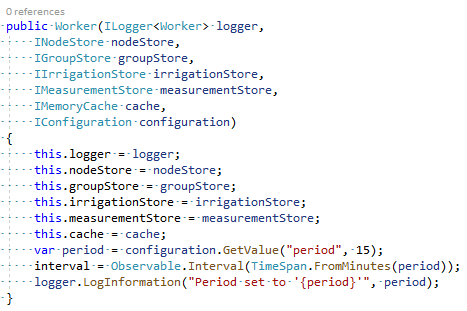 0 references
public Worker(ILogger<Worker> logger,
    INodeStore nodeStore,
    IGroupStore groupStore,
    IIrrigationStore irrigationStore,
    IMeasurementStore measurementStore,
    IMemoryCache cache,
    IConfiguration configuration)
{
    this.logger = logger;
    this.nodeStore = nodeStore;
    this.groupStore = groupStore;
    this.irrigationStore = irrigationStore;
    this.measurementStore = measurementStore;
    this.cache = cache;
    var period = configuration.GetValue("period", 15);
    interval = Observable.Interval(TimeSpan.FromMinutes(period));
    logger.LogInformation("Period set to '{period}'", period);
}